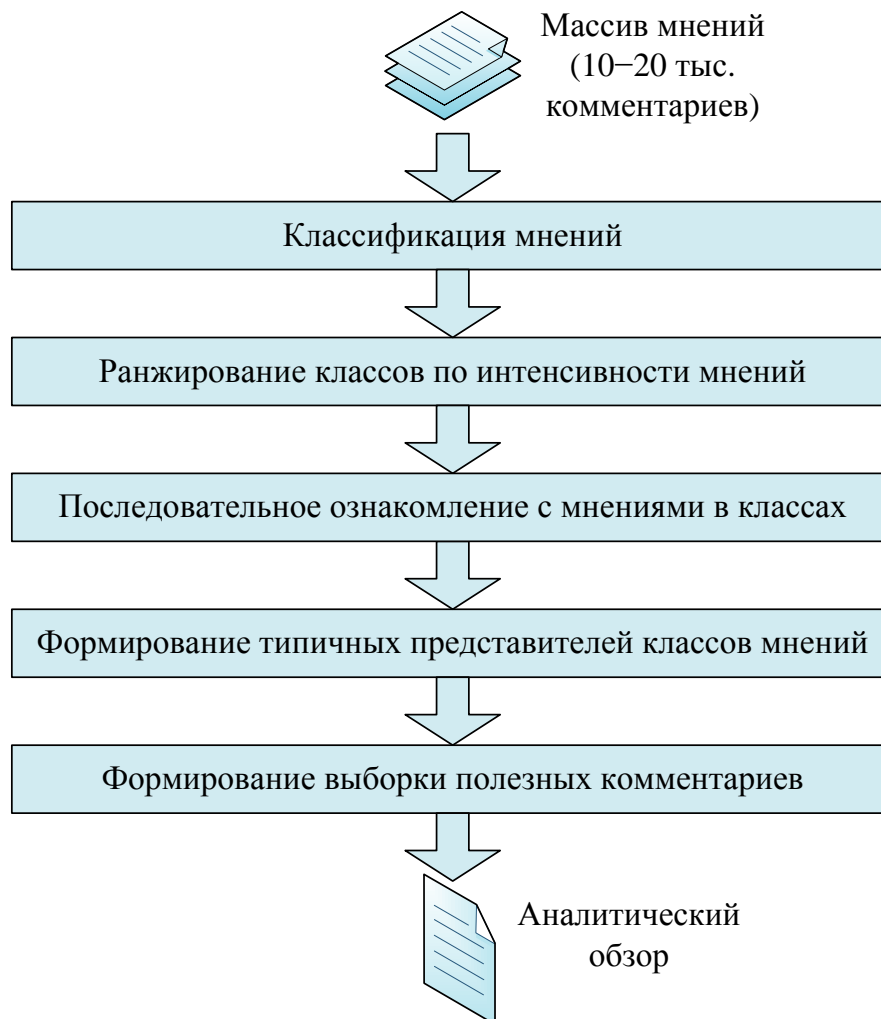 Массив мнений
(10−20 тыс.
комментариев)
Классификация мнений
Ранжирование классов по интенсивности мнений
Последовательное ознакомление с мнениями в классах
Формирование типичных представителей классов мнений
Формирование выборки полезных комментариев
Аналитический
обзор